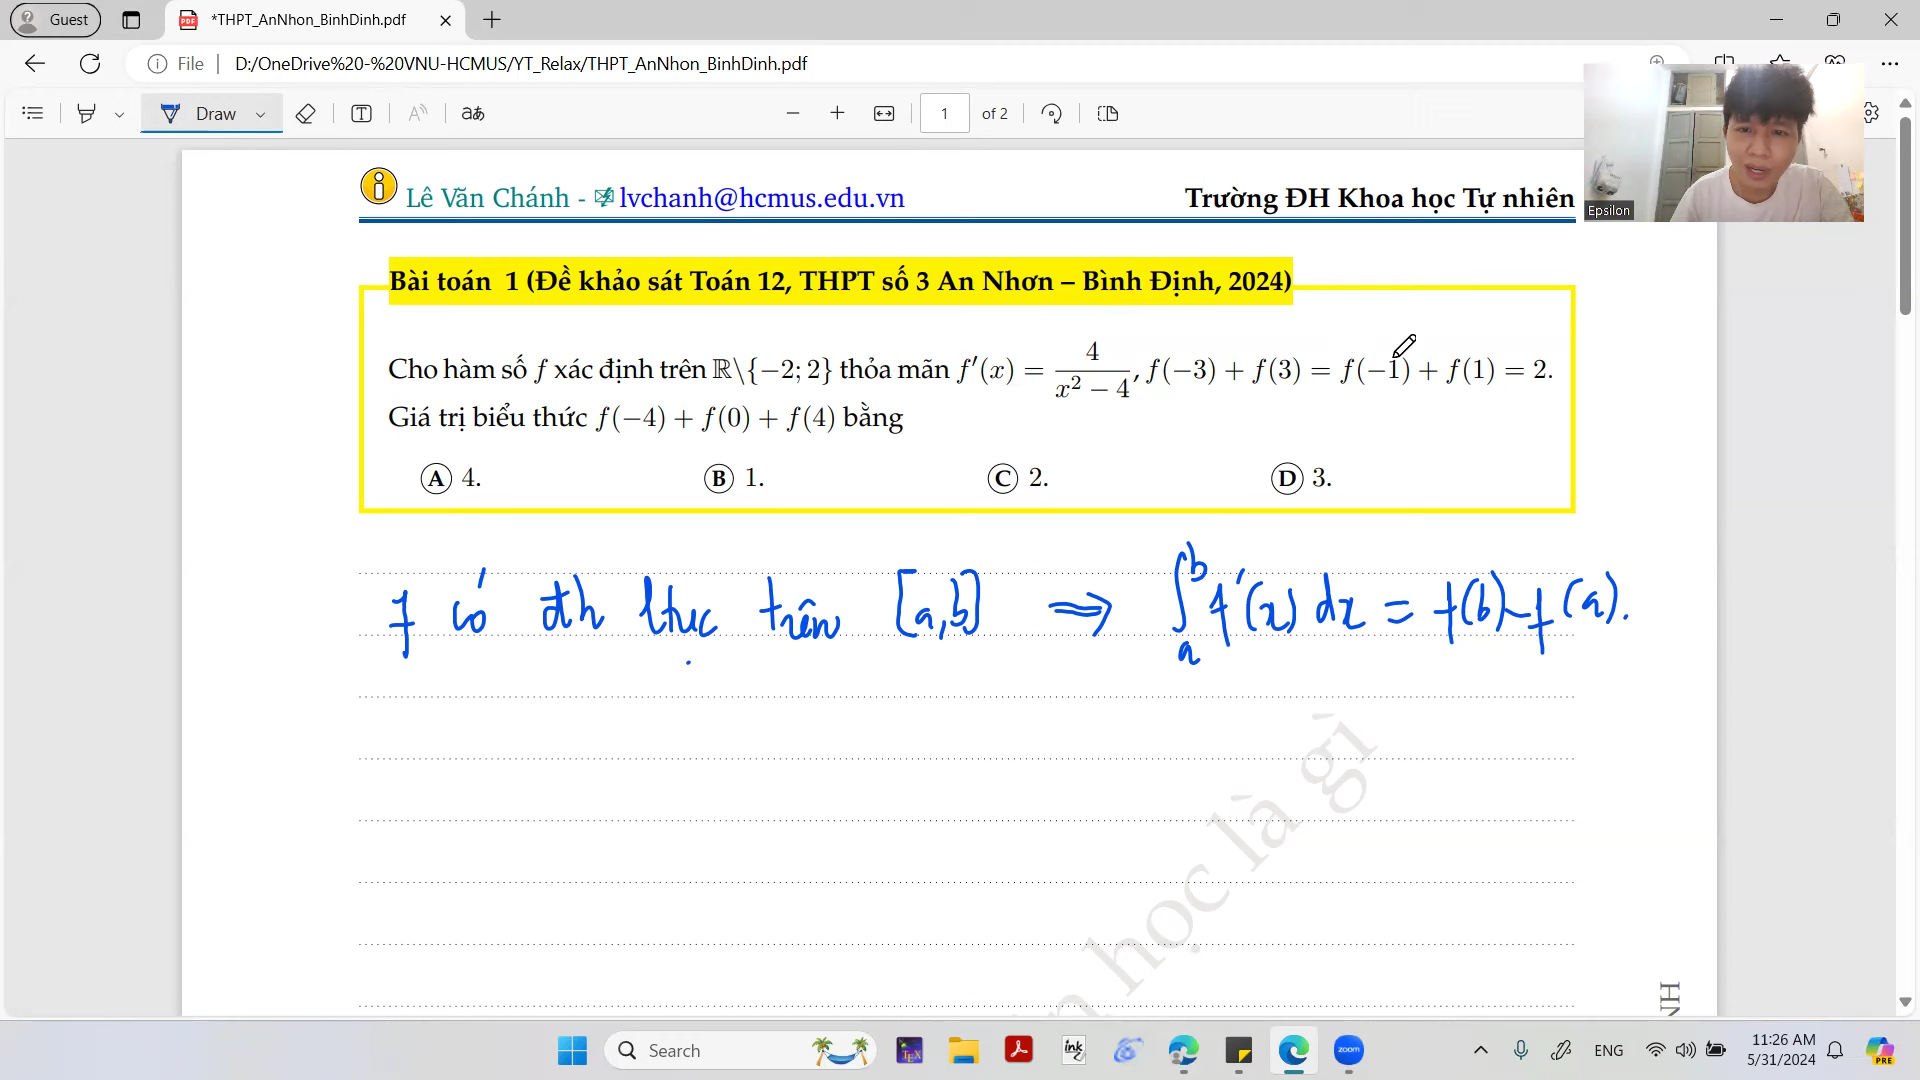 Guest
*THPT_AnNhon_BinhDinh.pdf
File
D:/OneDrive%20-%20VNU-HCMUS/YT_Relax/THPT_AnNhon_BinhDinh.pdf
Draw
aあ
1 of 2
Lê Văn Chánh - lvchanh@hcmus.edu.vn
Trường ĐH Khoa học Tự nhiên
Epsilon
Bài toán 1 (Đề khảo sát Toán 12, THPT số 3 An Nhơn – Bình Định, 2024)
Cho hàm số f xác định trên ℝ\{−2; 2} thỏa mãn f′(x) = 4/(x² − 4), f(−3) + f(3) = f(−1) + f(1) = 2.
Giá trị biểu thức f(−4) + f(0) + f(4) bằng
A 4. B 1. C 2. D 3.
f có đh ltục trên [a,b] ⟹ ∫_a^b f′(x) dx = f(b) − f(a).
n học là gì
Search
ENG
11:26 AM
5/31/2024